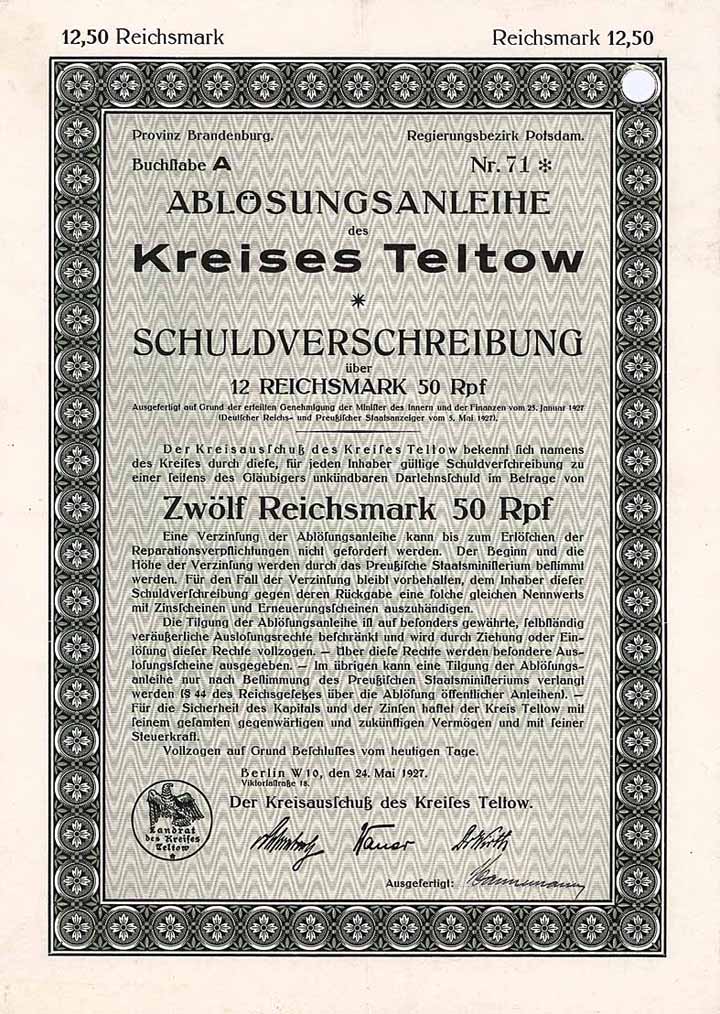 12,50 Reichsmark
Reichsmark 12,50
Provinz Brandenburg.
Regierungsbezirk Potsdam.
Buchſtabe A
Nr. 71 ✻
ABLÖSUNGSANLEIHE
des
Kreises Teltow
*
SCHULDVERSCHREIBUNG
über
12 REICHSMARK 50 Rpf
Ausgefertigt auf Grund der erteilten Genehmigung der Miniſter des Innern und der Finanzen vom 25. Januar 1927
(Deutſcher Reichs- und Preußiſcher Staatsanzeiger vom 5. Mai 1927).
Der Kreisausſchuß des Kreiſes Teltow bekennt ſich namens
des Kreiſes durch dieſe, für jeden Inhaber gültige Schuldverſchreibung zu
einer ſeitens des Gläubigers unkündbaren Darlehnsſchuld im Betrage von
Zwölf Reichsmark 50 Rpf
Eine Verzinſung der Ablöſungsanleihe kann bis zum Erlöſchen der
Reparationsverpflichtungen nicht gefordert werden. Der Beginn und die
Höhe der Verzinſung werden durch das Preußiſche Staatsminiſterium beſtimmt
werden. Für den Fall der Verzinſung bleibt vorbehalten, dem Inhaber dieſer
Schuldverſchreibung gegen deren Rückgabe eine ſolche gleichen Nennwerts
mit Zinsſcheinen und Erneuerungsſcheinen auszuhändigen.
Die Tilgung der Ablöſungsanleihe iſt auf beſonders gewährte, ſelbſtändig
veräußerliche Ausloſungsrechte beſchränkt und wird durch Ziehung oder Ein-
löſung dieſer Rechte vollzogen. – Über dieſe Rechte werden beſondere Aus-
loſungsſcheine ausgegeben. – Im übrigen kann eine Tilgung der Ablöſungs-
anleihe nur nach Beſtimmung des Preußiſchen Staatsminiſteriums verlangt
werden (§ 44 des Reichsgeſetzes über die Ablöſung öffentlicher Anleihen). –
Für die Sicherheit des Kapitals und der Zinſen haftet der Kreis Teltow mit
ſeinem geſamten gegenwärtigen und zukünftigen Vermögen und mit ſeiner
Steuerkraft.
Vollzogen auf Grund Beſchluſſes vom heutigen Tage.
Berlin W 10, den 24. Mai 1927.
Viktoriaſtraße 18.
Der Kreisausſchuß des Kreiſes Teltow.
Landrat
des Kreiſes
Teltow
Ausgefertigt: